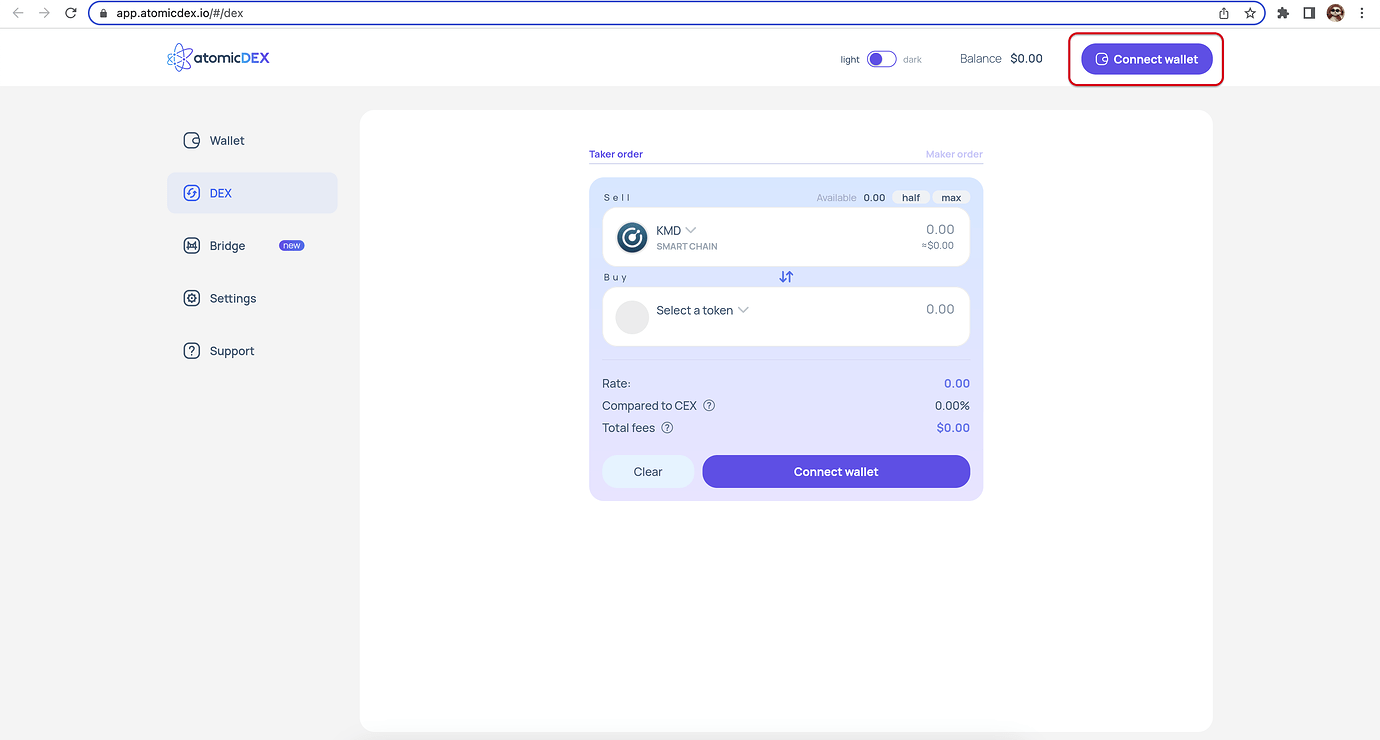 app.atomicdex.io/#/dex
atomicDEX
light dark Balance $0.00 Connect wallet
Wallet
DEX
Bridge new
Settings
Support
Taker order Maker order
Sell Available 0.00 half max
KMD 0.00
SMART CHAIN ≈$0.00
Buy
Select a token 0.00
Rate: 0.00
Compared to CEX ? 0.00%
Total fees ? $0.00
Clear Connect wallet